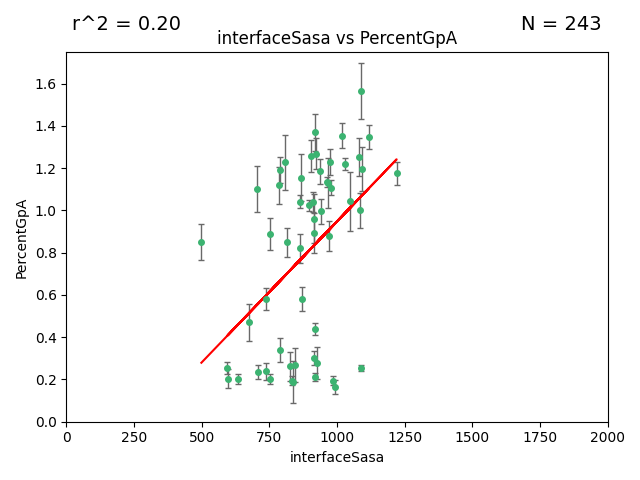 r^2 = 0.20
N = 243
interfaceSasa vs PercentGpA
PercentGpA
1.6
1.4
1.2
1.0
0.8
0.6
0.4
0.2
0.0
0 250 500 750 1000 1250 1500 1750 2000
interfaceSasa